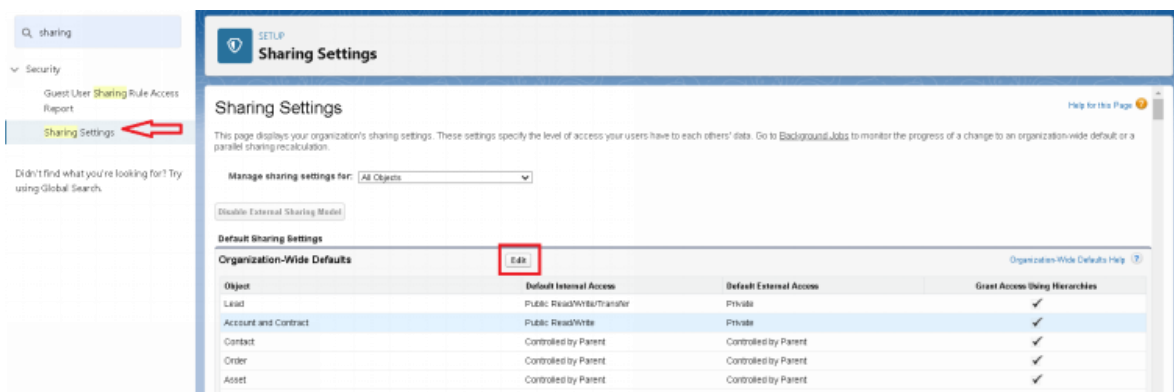 sharing
Security
Guest User Sharing Rule Access
Report
Sharing Settings
Didn't find what you're looking for? Try
using Global Search.
SETUP
Sharing Settings
Sharing Settings
Help for this Page
This page displays your organization's sharing settings. These settings specify the level of access your users have to each others' data. Go to Background Jobs to monitor the progress of a change to an organization-wide default or a
parallel sharing recalculation.
Manage sharing settings for: All Objects
Disable External Sharing Model
Default Sharing Settings
Organization-Wide Defaults Edit Organization-Wide Defaults Help ?
Object Default Internal Access Default External Access Grant Access Using Hierarchies
Lead Public Read/Write/Transfer Private ✓
Account and Contract Public Read/Write Private ✓
Contact Controlled by Parent Controlled by Parent ✓
Order Controlled by Parent Controlled by Parent ✓
Asset Controlled by Parent Controlled by Parent ✓